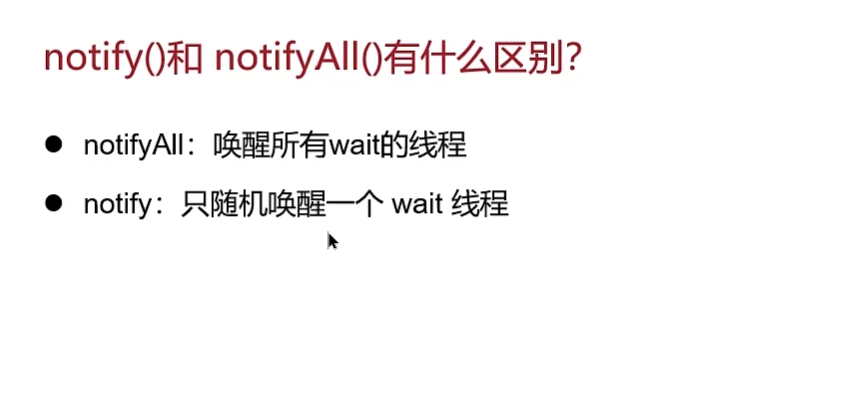 notify()和 notifyAll()有什么区别？
● notifyAll：唤醒所有wait的线程
● notify：只随机唤醒一个 wait 线程